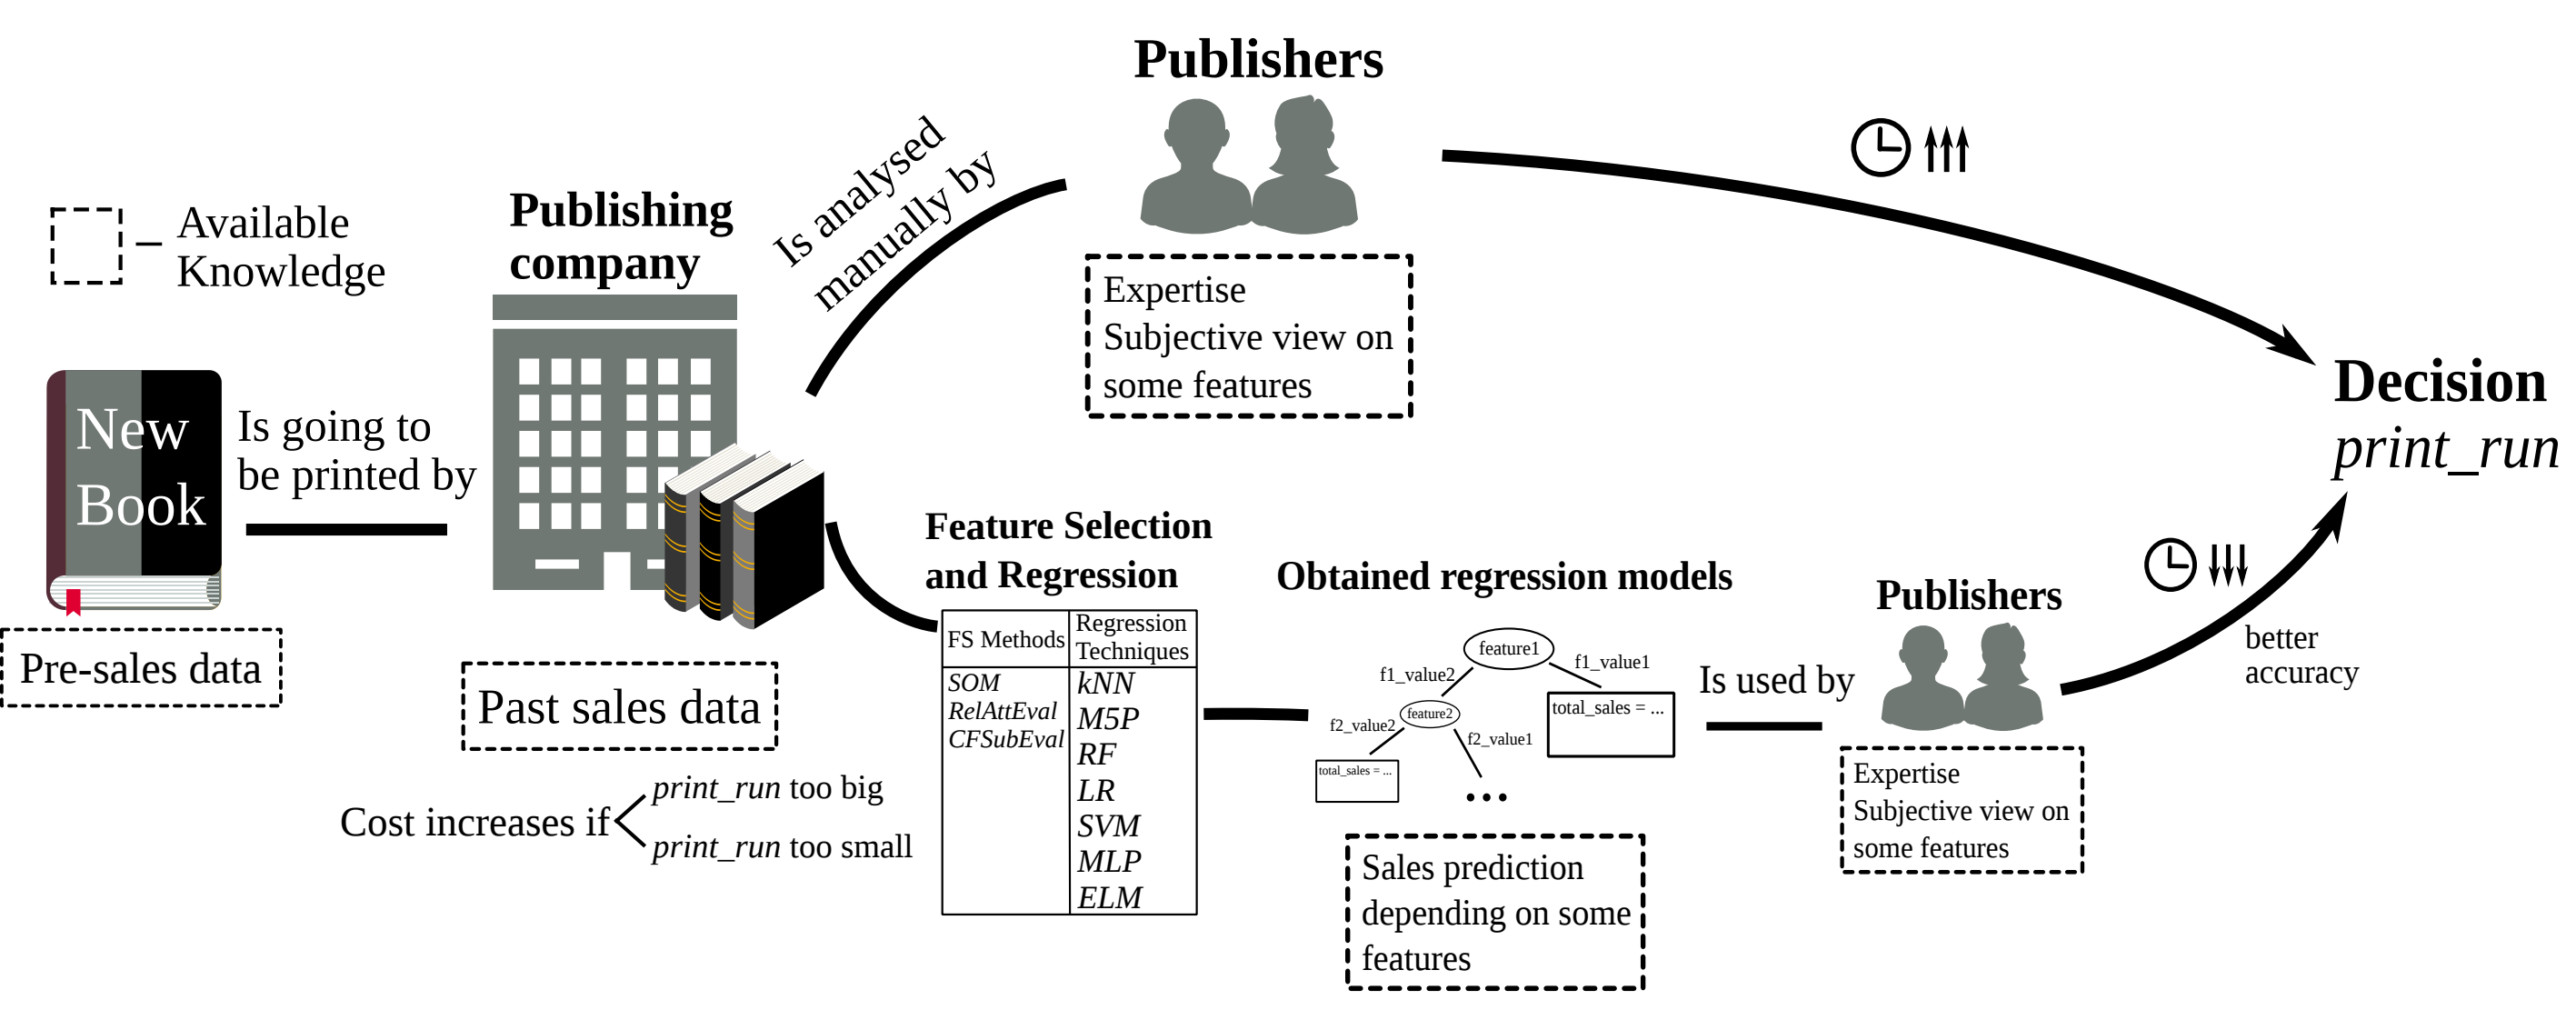 Publishers
Is analysed
manually by
Available
Knowledge
Publishing
company
Expertise
Subjective view on
some features
New
Book
Is going to
be printed by
Decision
print_run
Pre-sales data
Past sales data
Cost increases if
print_run too big
print_run too small
Feature Selection
and Regression
FS Methods
Regression
Techniques
SOM
RelAttEval
CFSubEval
kNN
M5P
RF
LR
SVM
MLP
ELM
Obtained regression models
feature1
f1_value2
f1_value1
feature2
total_sales = ...
f2_value2
f2_value1
total_sales = ...
...
Sales prediction
depending on some
features
Is used by
Publishers
Expertise
Subjective view on
some features
better
accuracy